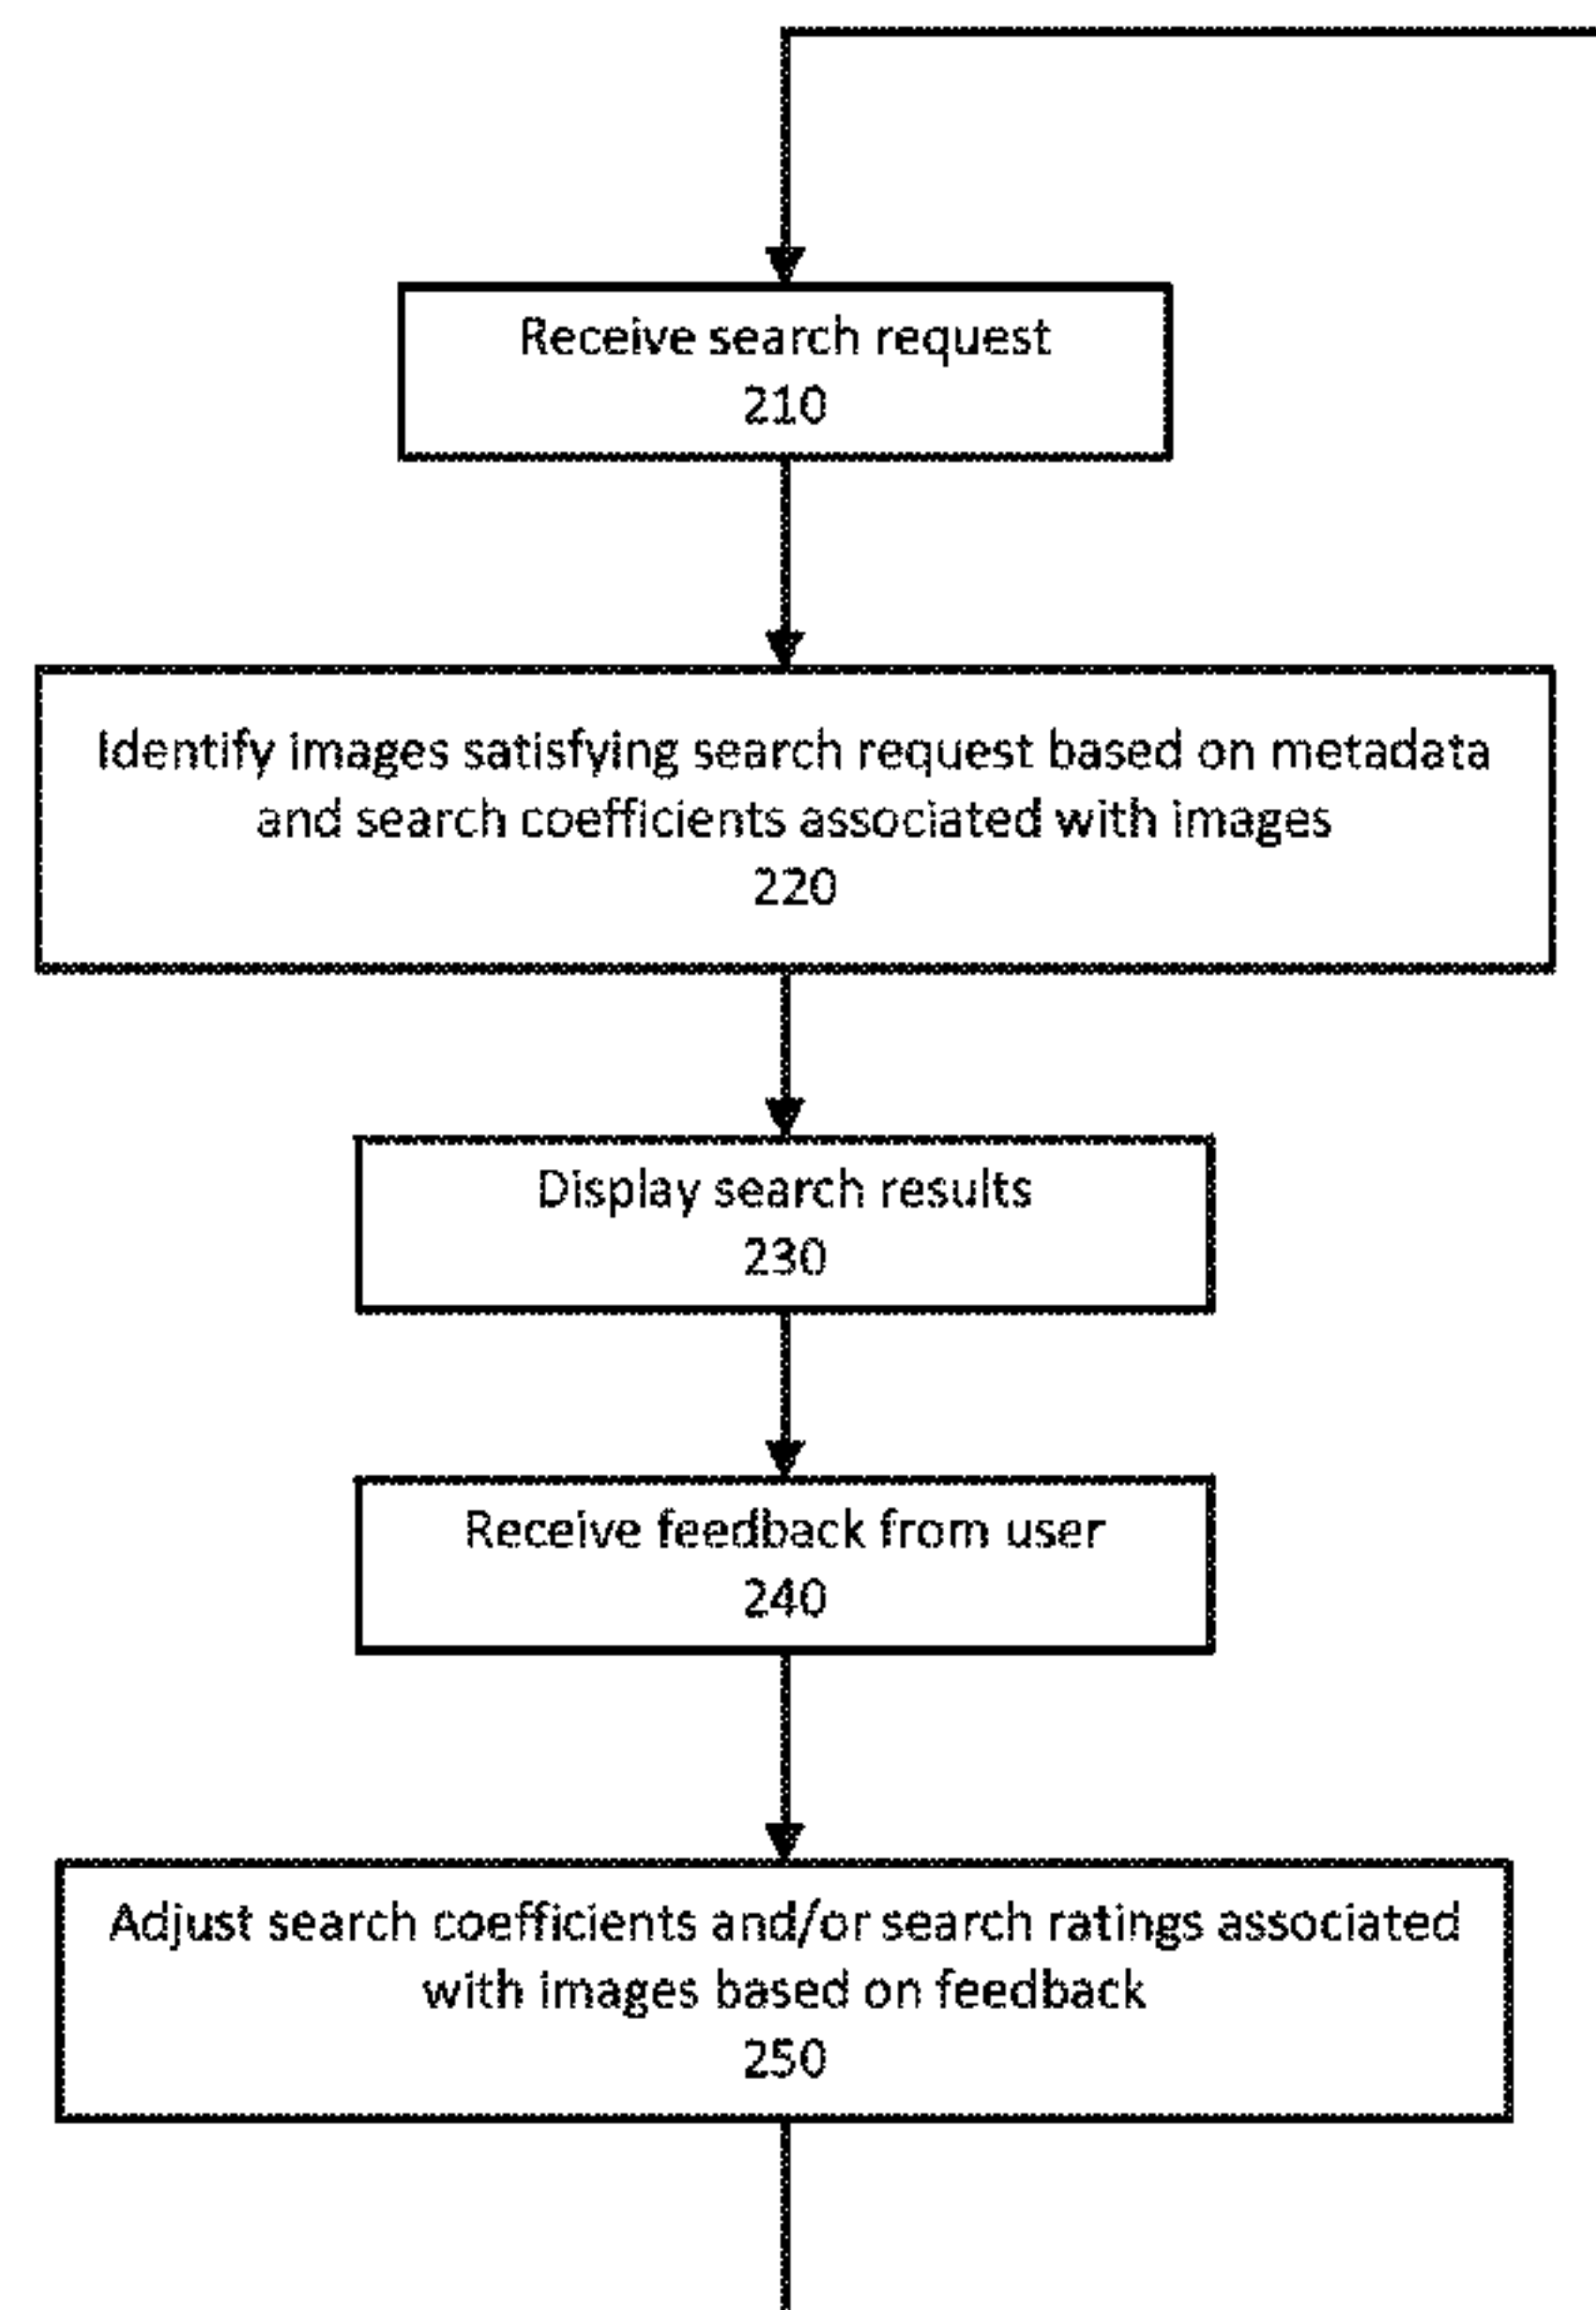 Receive search request
210
Identify images satisfying search request based on metadata
and search coefficients associated with images
220
Display search results
230
Receive feedback from user
240
Adjust search coefficients and/or search ratings associated
with images based on feedback
250